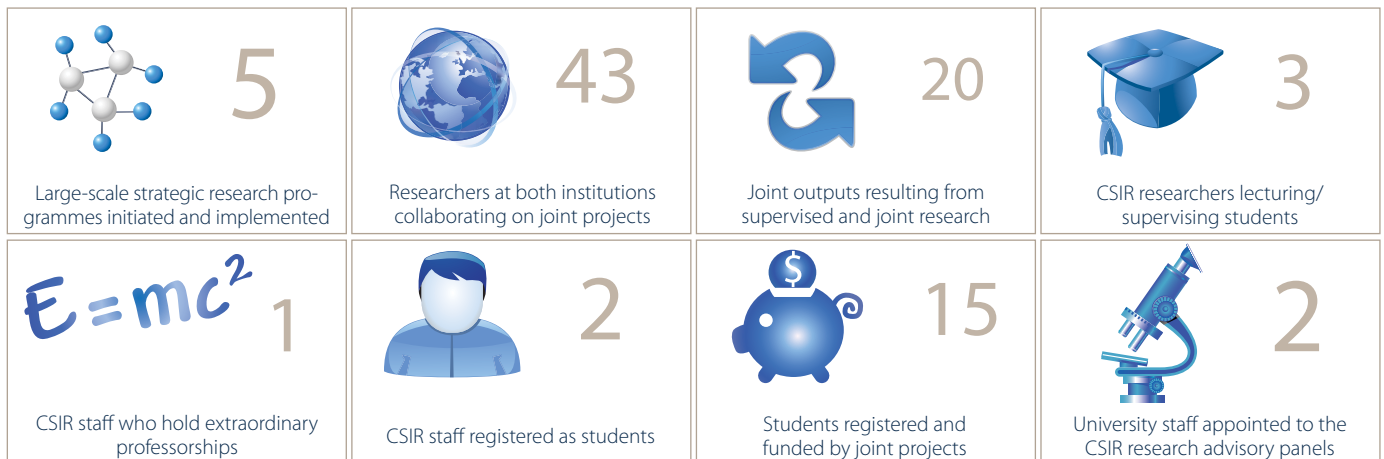 5
Large-scale strategic research pro-
grammes initiated and implemented
43
Researchers at both institutions
collaborating on joint projects
20
Joint outputs resulting from
supervised and joint research
3
CSIR researchers lecturing/
supervising students
E=mc²
1
CSIR staff who hold extraordinary
professorships
2
CSIR staff registered as students
$
15
Students registered and
funded by joint projects
2
University staff appointed to the
CSIR research advisory panels